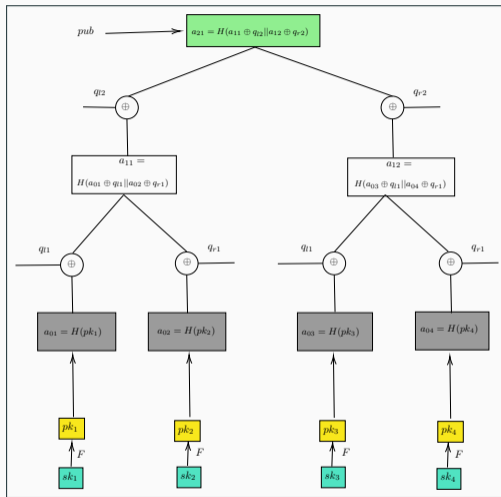 pub
a₂₁ = H(a₁₁ ⊕ qₗ₂||a₁₂ ⊕ qᵣ₂)
qₗ₂ ⊕ ⊕ qᵣ₂
a₁₁ =
H(a₀₁ ⊕ qₗ₁||a₀₂ ⊕ qᵣ₁)
a₁₂ =
H(a₀₃ ⊕ qₗ₁||a₀₄ ⊕ qᵣ₁)
qₗ₁ ⊕ ⊕ qᵣ₁ qₗ₁ ⊕ ⊕ qᵣ₁
a₀₁ = H(pk₁) a₀₂ = H(pk₂) a₀₃ = H(pk₃) a₀₄ = H(pk₄)
pk₁ pk₂ pk₃ pk₄
F F F F
sk₁ sk₂ sk₃ sk₄